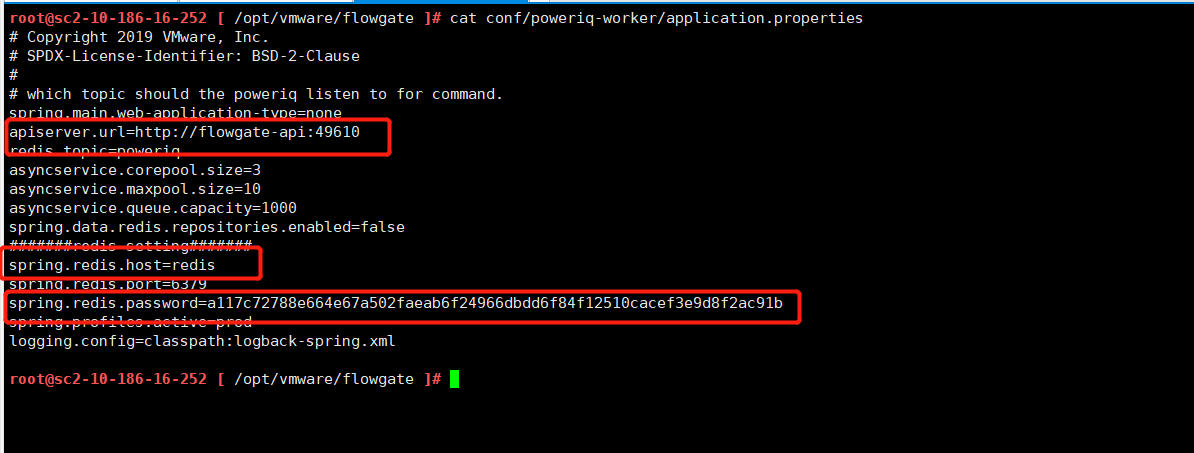 root@sc2-10-186-16-252 [ /opt/vmware/flowgate ]# cat conf/poweriq-worker/application.properties
# Copyright 2019 VMware, Inc.
# SPDX-License-Identifier: BSD-2-Clause
#
# which topic should the poweriq listen to for command.
spring.main.web-application-type=none
apiserver.url=http://flowgate-api:49610
redis.topic=poweriq
asyncservice.corepool.size=3
asyncservice.maxpool.size=10
asyncservice.queue.capacity=1000
spring.data.redis.repositories.enabled=false
#######redis setting#######
spring.redis.host=redis
spring.redis.port=6379
spring.redis.password=a117c72788e664e67a502faeab6f24966dbdd6f84f12510cacef3e9d8f2ac91b
spring.profiles.active=prod
logging.config=classpath:logback-spring.xml
root@sc2-10-186-16-252 [ /opt/vmware/flowgate ]#